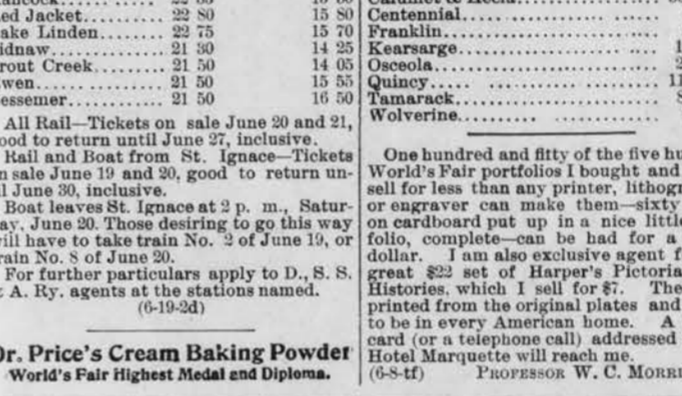 ed Jacket 22 80 15 80
ake Linden 22 75 15 70
idnaw 21 30 14 25
rout Creek 21 50 14 05
wen 21 50 15 55
essemer 21 50 16 50
All Rail—Tickets on sale June 20 and 21,
ood to return until June 27, inclusive.
Rail and Boat from St. Ignace—Tickets
n sale June 19 and 20, good to return un-
l June 30, inclusive.
Boat leaves St. Ignace at 2 p. m., Satur-
ay, June 20. Those desiring to go this way
ill have to take train No. 2 of June 19, or
rain No. 8 of June 20.
For further particulars apply to D., S. S.
& A. Ry. agents at the stations named.
(6-19-2d)
Dr. Price's Cream Baking Powder
World's Fair Highest Medal and Diploma.
Centennial
Franklin
Kearsarge 1
Osceola 2
Quincy 11
Tamarack 8
Wolverine
One hundred and fifty of the five hu
World's Fair portfolios I bought and
sell for less than any printer, lithogr
or engraver can make them—sixty
on cardboard put up in a nice little
folio, complete—can be had for a
dollar. I am also exclusive agent f
great $22 set of Harper's Pictoria
Histories, which I sell for $7. The
printed from the original plates and
to be in every American home. A
card (or a telephone call) addressed
Hotel Marquette will reach me.
(6-8-tf) PROFESSOR W. C. MORRI